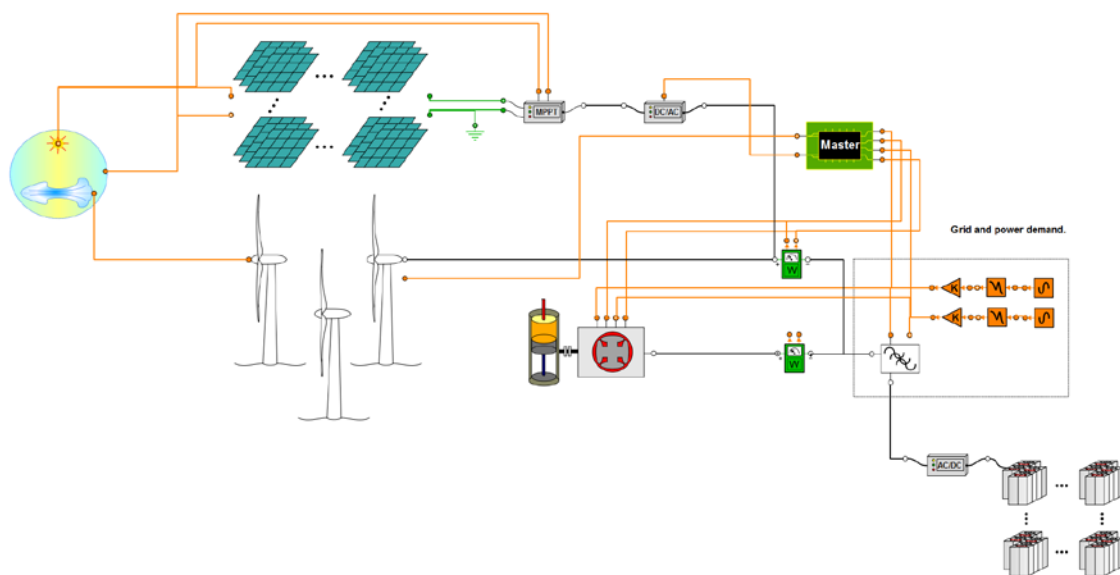 MPPT
DC/AC
Master
Grid and power demand.
K
K
W
W
AC/DC